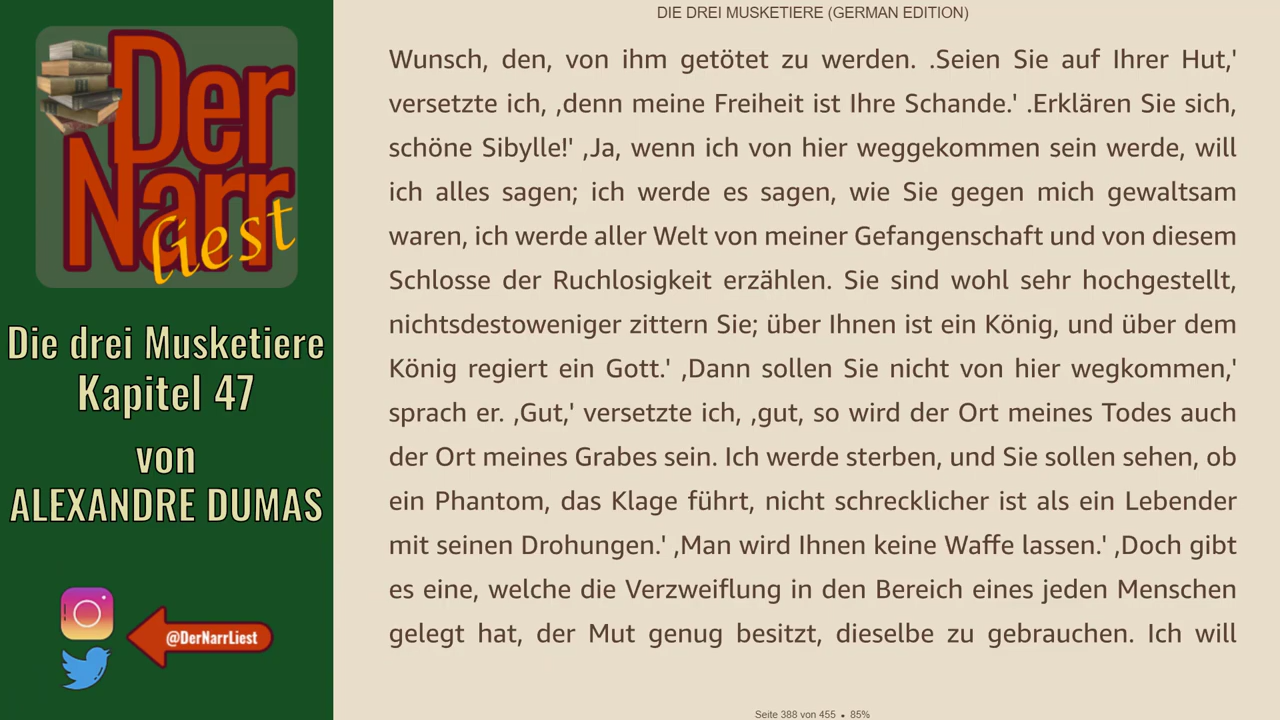 Der
Narr
liest
Die drei Musketiere
Kapitel 47
von
ALEXANDRE DUMAS
@DerNarrLiest
DIE DREI MUSKETIERE (GERMAN EDITION)
Wunsch, den, von ihm getötet zu werden. .Seien Sie auf Ihrer Hut,'
versetzte ich, ‚denn meine Freiheit ist Ihre Schande.' .Erklären Sie sich,
schöne Sibylle!' ‚Ja, wenn ich von hier weggekommen sein werde, will
ich alles sagen; ich werde es sagen, wie Sie gegen mich gewaltsam
waren, ich werde aller Welt von meiner Gefangenschaft und von diesem
Schlosse der Ruchlosigkeit erzählen. Sie sind wohl sehr hochgestellt,
nichtsdestoweniger zittern Sie; über Ihnen ist ein König, und über dem
König regiert ein Gott.' ‚Dann sollen Sie nicht von hier wegkommen,'
sprach er. ‚Gut,' versetzte ich, ‚gut, so wird der Ort meines Todes auch
der Ort meines Grabes sein. Ich werde sterben, und Sie sollen sehen, ob
ein Phantom, das Klage führt, nicht schrecklicher ist als ein Lebender
mit seinen Drohungen.' ‚Man wird Ihnen keine Waffe lassen.' ‚Doch gibt
es eine, welche die Verzweiflung in den Bereich eines jeden Menschen
gelegt hat, der Mut genug besitzt, dieselbe zu gebrauchen. Ich will
Seite 388 von 455 • 85%